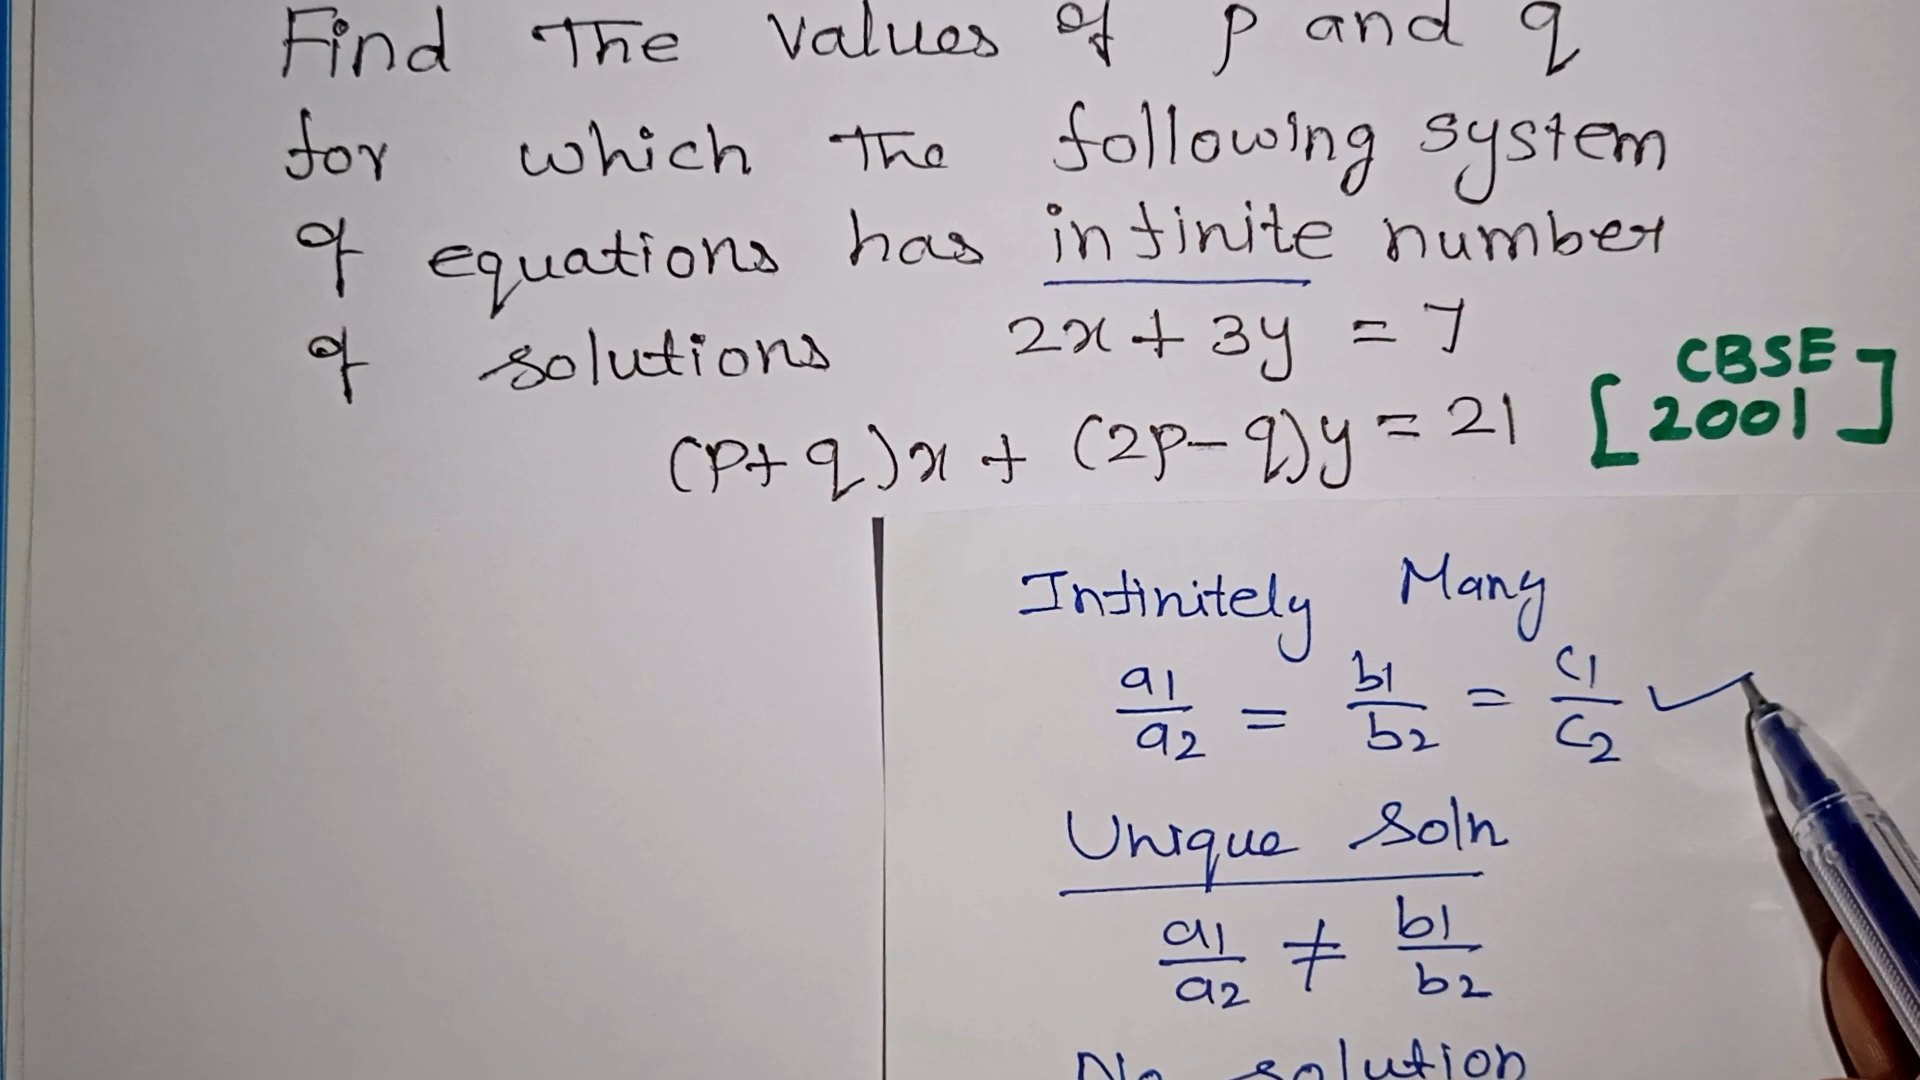 Find The values of p and q
for which The following system
of equations has infinite number
of solutions 2x + 3y = 7
(p+q)x + (2p-q)y = 21 [CBSE 2001]
Infinitely Many
a1/a2 = b1/b2 = c1/c2 ✓
Unique soln
a1/a2 ≠ b1/b2
No solution